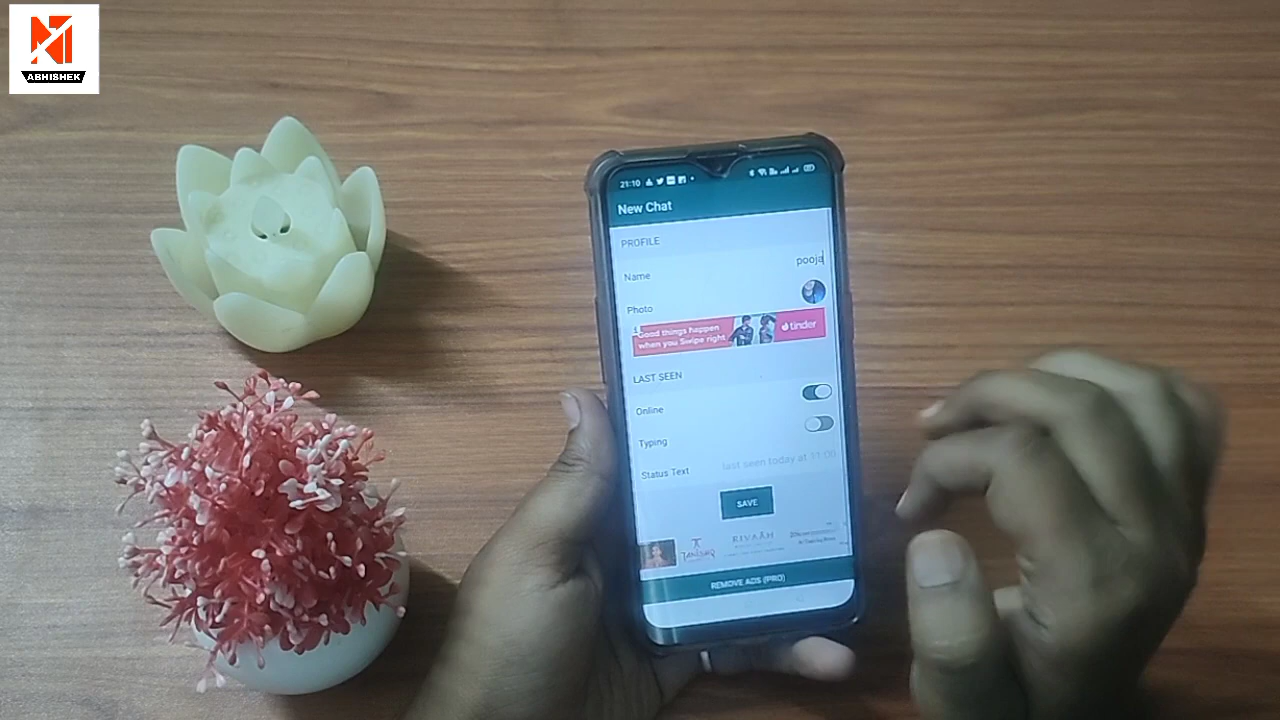 ABHISHEK
21:10
New Chat
PROFILE
Name
pooja
Photo
Good things happen
when you Swipe right
tinder
LAST SEEN
Online
Typing
Status Text
last seen today at 11:00
SAVE
TANISHQ
RIVAAH
REMOVE ADS (PRO)